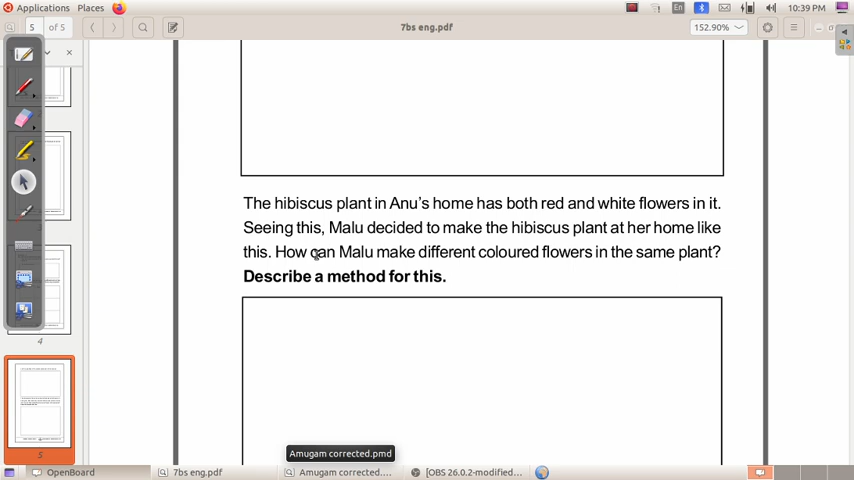 Applications Places En 10:39 PM
5 of 5 7bs eng.pdf 152.90%
The hibiscus plant in Anu's home has both red and white flowers in it.
Seeing this, Malu decided to make the hibiscus plant at her home like
this. How can Malu make different coloured flowers in the same plant?
Describe a method for this.
3
4
5
Amugam corrected.pmd
OpenBoard 7bs eng.pdf Amugam corrected.... [OBS 26.0.2-modified...